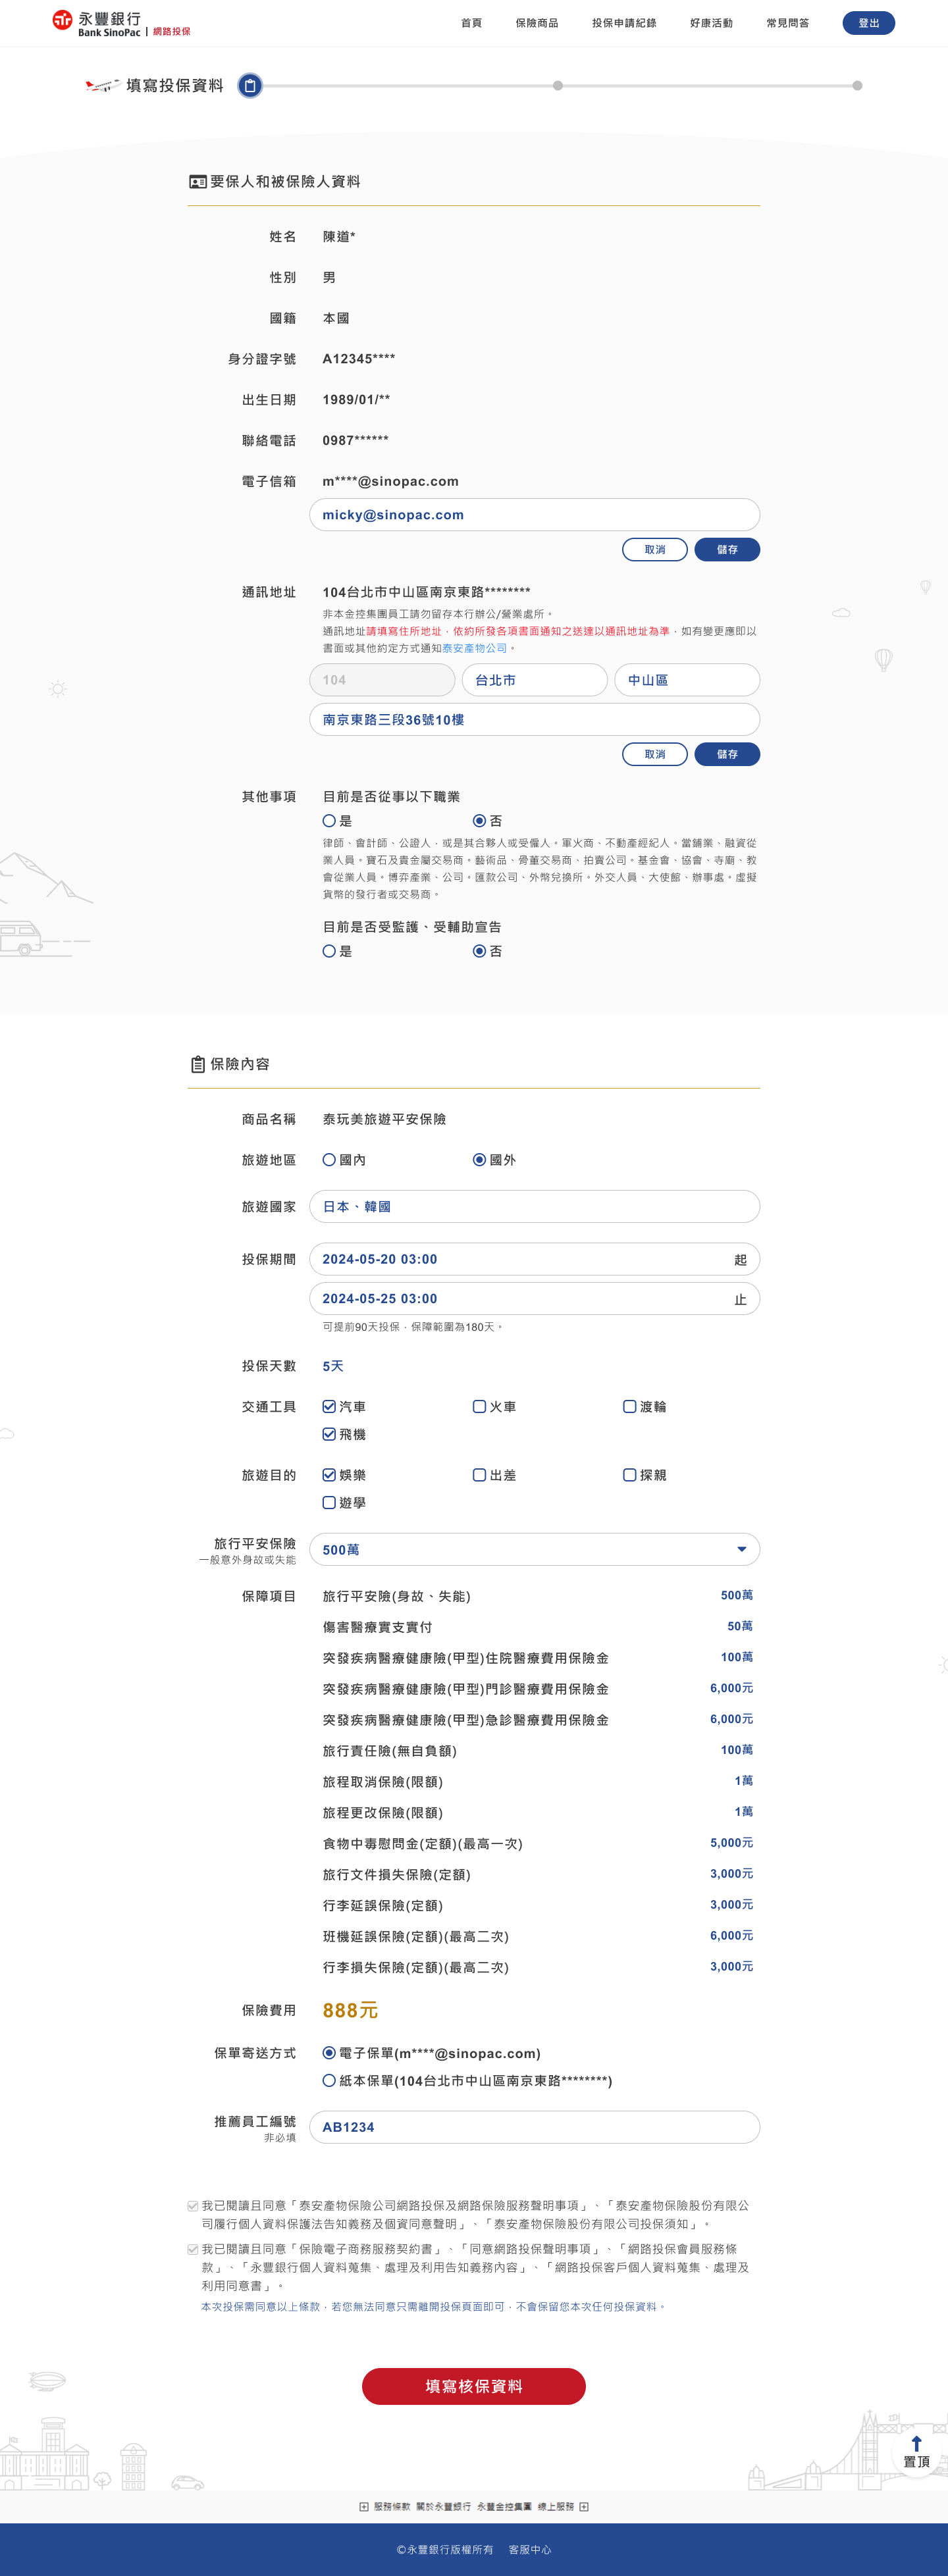 永豐銀行
Bank SinoPac | 網路投保
首頁 保險商品 投保申請紀錄 好康活動 常見問答 登出
填寫投保資料
要保人和被保險人資料
姓名 陳道*
性別 男
國籍 本國
身分證字號 A12345****
出生日期 1989/01/**
聯絡電話 0987******
電子信箱 m****@sinopac.com
micky@sinopac.com
取消 儲存
通訊地址 104台北市中山區南京東路********
非本金控集團員工請勿留存本行辦公/營業處所。
通訊地址請填寫住所地址，依約所發各項書面通知之送達以通訊地址為準，如有變更應即以
書面或其他約定方式通知泰安產物公司。
104 台北市 中山區
南京東路三段36號10樓
取消 儲存
其他事項 目前是否從事以下職業
是 否
律師、會計師、公證人，或是其合夥人或受僱人。軍火商、不動產經紀人。當舖業、融資從
業人員。寶石及貴金屬交易商。藝術品、骨董交易商、拍賣公司。基金會、協會、寺廟、教
會從業人員。博弈產業、公司。匯款公司、外幣兌換所。外交人員、大使館、辦事處。虛擬
貨幣的發行者或交易商。
目前是否受監護、受輔助宣告
是 否
保險內容
商品名稱 泰玩美旅遊平安保險
旅遊地區 國內 國外
旅遊國家 日本、韓國
投保期間 2024-05-20 03:00 起
2024-05-25 03:00 止
可提前90天投保，保障範圍為180天。
投保天數 5天
交通工具 汽車 火車 渡輪
飛機
旅遊目的 娛樂 出差 探親
遊學
旅行平安保險 500萬
一般意外身故或失能
保障項目 旅行平安險(身故、失能) 500萬
傷害醫療實支實付 50萬
突發疾病醫療健康險(甲型)住院醫療費用保險金 100萬
突發疾病醫療健康險(甲型)門診醫療費用保險金 6,000元
突發疾病醫療健康險(甲型)急診醫療費用保險金 6,000元
旅行責任險(無自負額) 100萬
旅程取消保險(限額) 1萬
旅程更改保險(限額) 1萬
食物中毒慰問金(定額)(最高一次) 5,000元
旅行文件損失保險(定額) 3,000元
行李延誤保險(定額) 3,000元
班機延誤保險(定額)(最高二次) 6,000元
行李損失保險(定額)(最高二次) 3,000元
保險費用 888元
保單寄送方式 電子保單(m****@sinopac.com)
紙本保單(104台北市中山區南京東路********)
推薦員工編號 AB1234
非必填
我已閱讀且同意「泰安產物保險公司網路投保及網路保險服務聲明事項」、「泰安產物保險股份有限公
司履行個人資料保護法告知義務及個資同意聲明」、「泰安產物保險股份有限公司投保須知」。
我已閱讀且同意「保險電子商務服務契約書」、「同意網路投保聲明事項」、「網路投保會員服務條
款」、「永豐銀行個人資料蒐集、處理及利用告知義務內容」、「網路投保客戶個人資料蒐集、處理及
利用同意書」。
本次投保需同意以上條款，若您無法同意只需離開投保頁面即可，不會保留您本次任何投保資料。
填寫核保資料
置頂
服務條款 關於永豐銀行 永豐金控集團 線上服務
©永豐銀行版權所有 客服中心